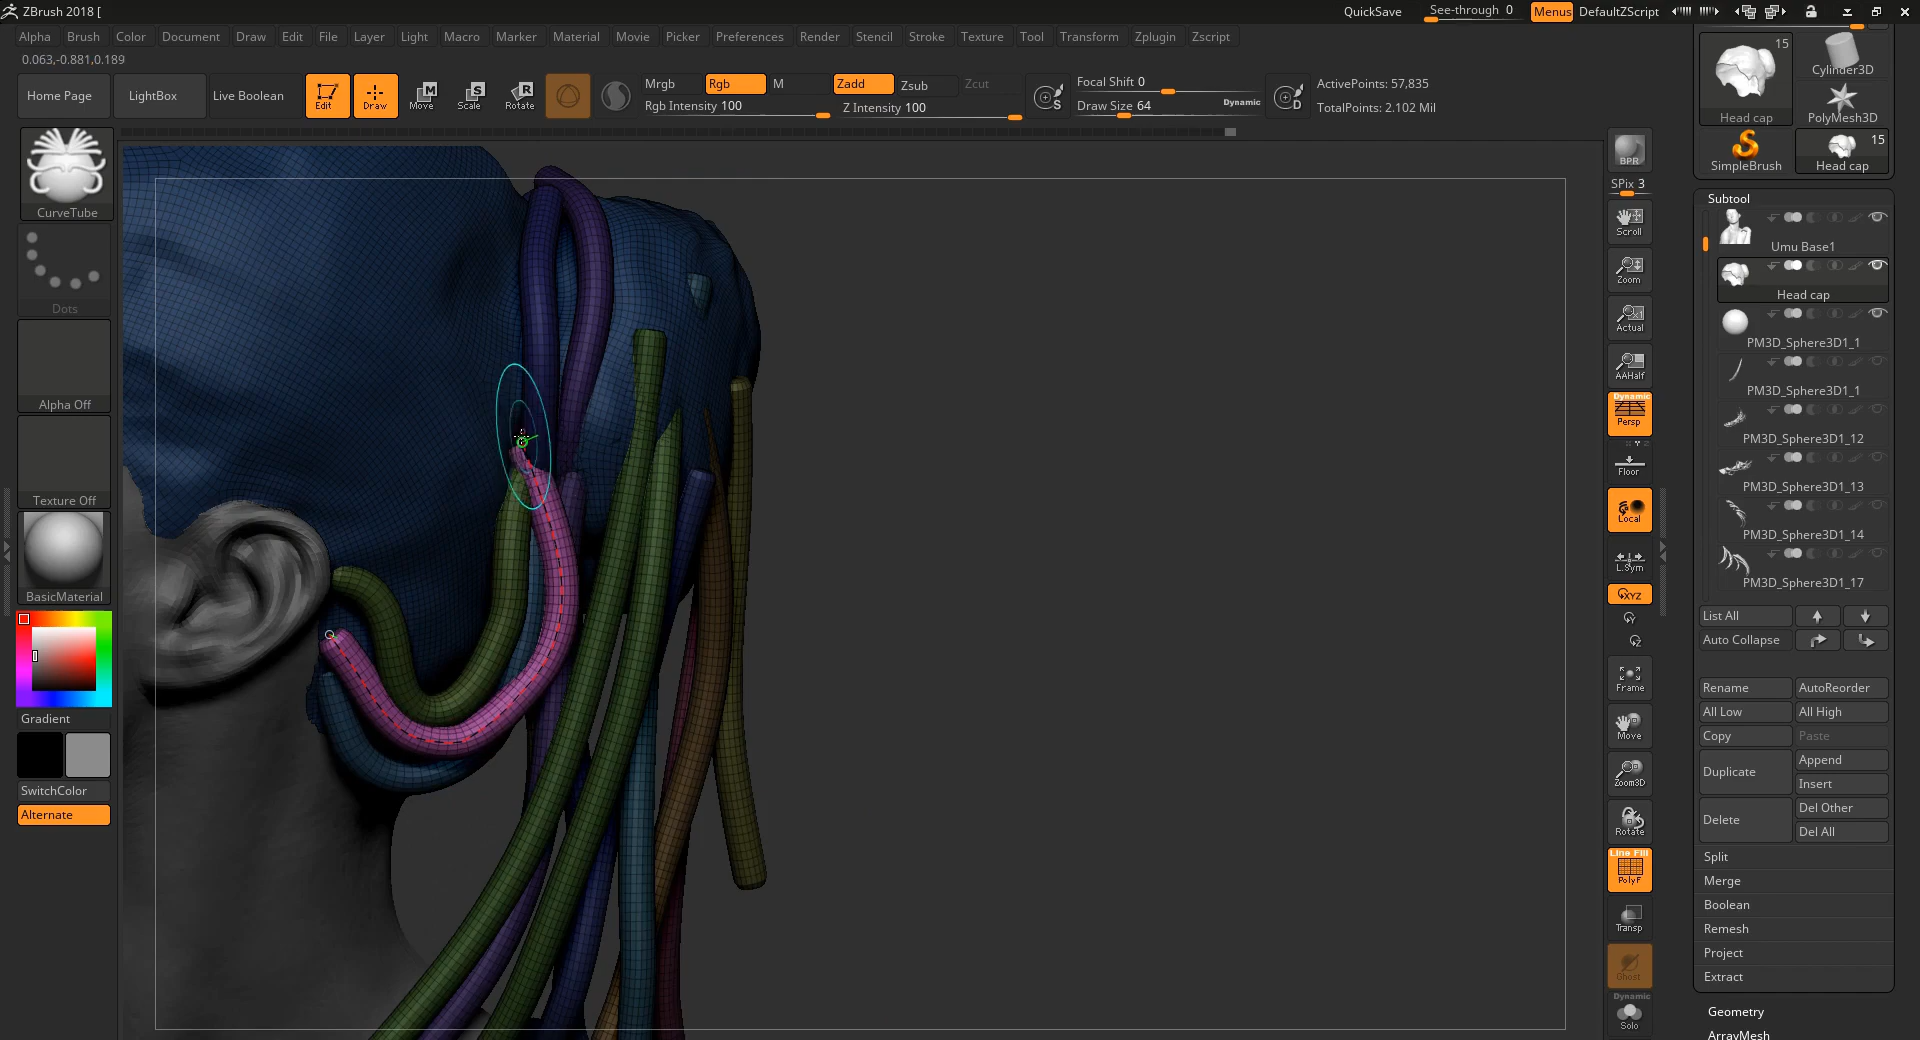 ZBrush 2018 [
QuickSave
See-through 0
Menus
DefaultZScript
Alpha Brush Color Document Draw Edit File Layer Light Macro Marker Material Movie Picker Preferences Render Stencil Stroke Texture Tool Transform Zplugin Zscript
0.063,-0.881,0.189
Home Page
LightBox
Live Boolean
Edit
Draw
Move
Scale
Rotate
Mrgb Rgb M
Rgb Intensity 100
Zadd Zsub Zcut
Z Intensity 100
Focal Shift 0
Draw Size 64 Dynamic
ActivePoints: 57,835
TotalPoints: 2.102 Mil
CurveTube
Dots
Alpha Off
Texture Off
BasicMaterial
Gradient
SwitchColor
Alternate
BPR
SPix 3
Scroll
Zoom
Actual
AAHalf
Dynamic
Persp
Floor
Local
L.Sym
XYZ
Frame
Move
Zoom3D
Rotate
Line Fill
PolyF
Transp
Ghost
Dynamic
Solo
15
Head cap
Cylinder3D
PolyMesh3D
SimpleBrush
15
Head cap
Subtool
Umu Base1
Head cap
PM3D_Sphere3D1_1
PM3D_Sphere3D1_1
PM3D_Sphere3D1_12
PM3D_Sphere3D1_13
PM3D_Sphere3D1_14
PM3D_Sphere3D1_17
List All
Auto Collapse
Rename AutoReorder
All Low All High
Copy Paste
Duplicate Append
Insert
Delete Del Other
Del All
Split
Merge
Boolean
Remesh
Project
Extract
Geometry
ArrayMesh